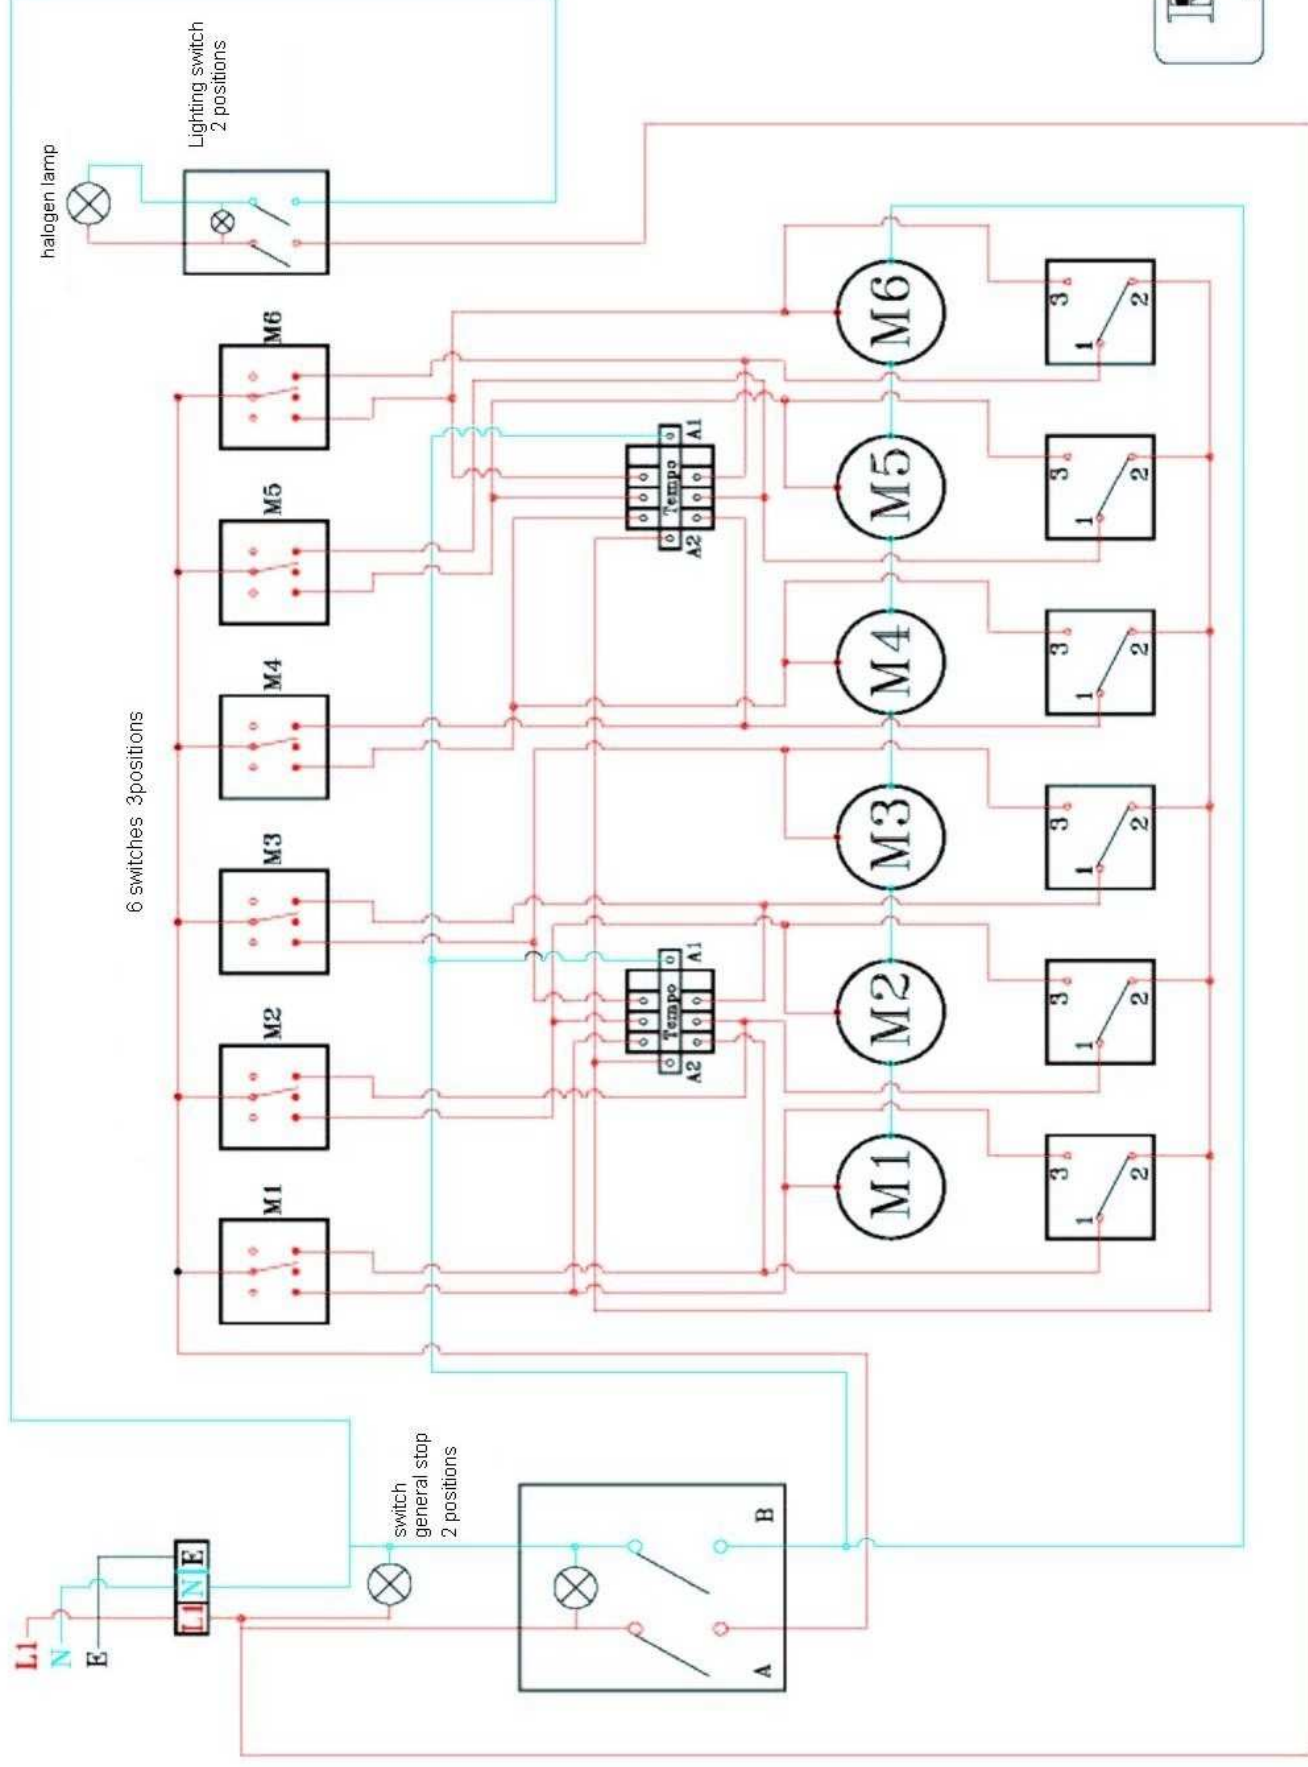 halogen lamp
Lighting switch
2 positions
6 switches 3positions
M1
M2
M3
M4
M5
M6
L1
N
E
L1
N
E
switch
general stop
2 positions
A
B
A2
Tempo
A1
A2
Tempo
A1
M1
M2
M3
M4
M5
M6
1
2
3
1
2
3
1
2
3
1
2
3
1
2
3
1
2
3